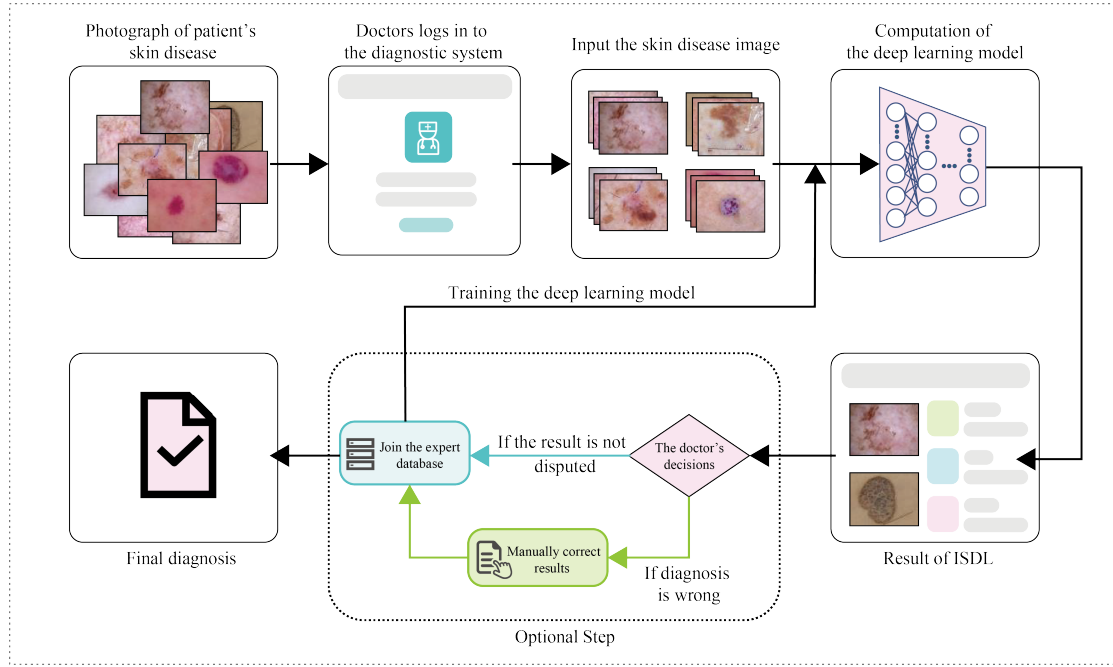 Photograph of patient's
skin disease
Doctors logs in to
the diagnostic system
Input the skin disease image
Computation of
the deep learning model
Training the deep learning model
Join the expert
database
If the result is not
disputed
The doctor's
decisions
Manually correct
results
If diagnosis
is wrong
Final diagnosis
Result of ISDL
Optional Step